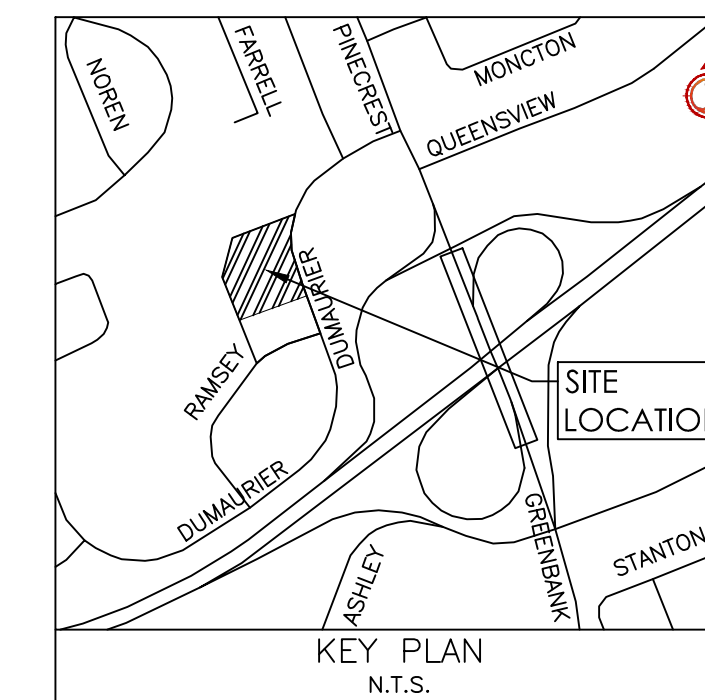 NOREN
FARRELL
PINECREST
MONCTON
QUEENSVIEW
DUMAURIER
RAMSEY
SITE
LOCATIO
DUMAURIER
GREENBANK
ASHLEY
STANTON
KEY PLAN
N.T.S.